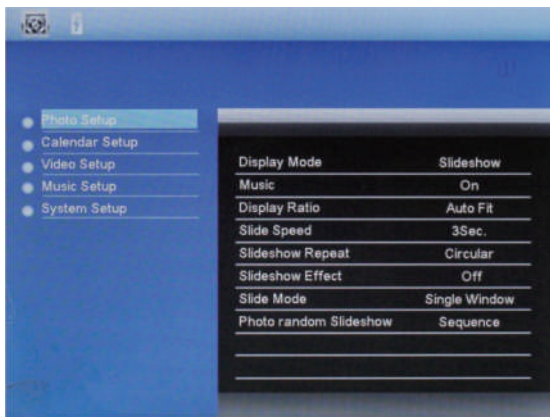 Photo Setup
Calendar Setup
Video Setup
Music Setup
System Setup
Display Mode Slideshow
Music On
Display Ratio Auto Fit
Slide Speed 3Sec.
Slideshow Repeat Circular
Slideshow Effect Off
Slide Mode Single Window
Photo random Slideshow Sequence